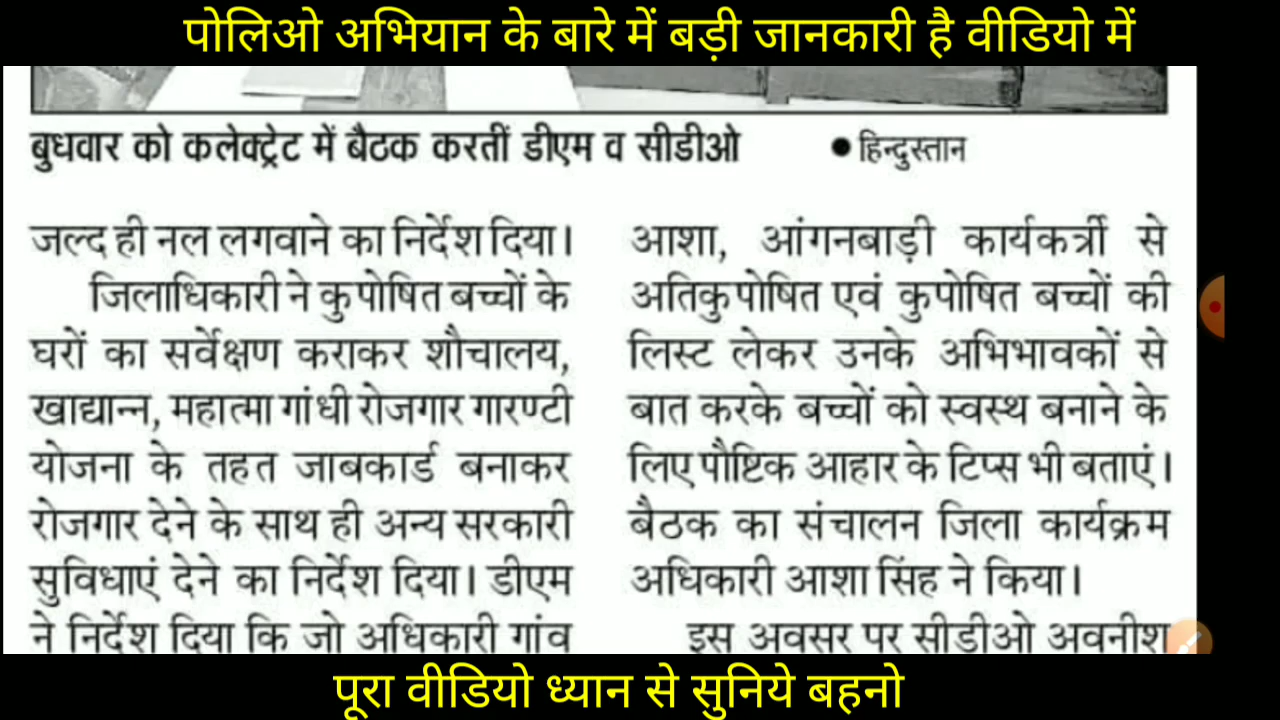 पोलिओ अभियान के बारे में बड़ी जानकारी है वीडियो में
बुधवार को कलेक्ट्रेट में बैठक करतीं डीएम व सीडीओ
● हिन्दुस्तान
जल्द ही नल लगवाने का निर्देश दिया।
जिलाधिकारी ने कुपोषित बच्चों के
घरों का सर्वेक्षण कराकर शौचालय,
खाद्यान्न, महात्मा गांधी रोजगार गारण्टी
योजना के तहत जाबकार्ड बनाकर
रोजगार देने के साथ ही अन्य सरकारी
सुविधाएं देने का निर्देश दिया। डीएम
ने निर्देश दिया कि जो अधिकारी गांव
आशा, आंगनबाड़ी कार्यकर्त्री से
अतिकुपोषित एवं कुपोषित बच्चों की
लिस्ट लेकर उनके अभिभावकों से
बात करके बच्चों को स्वस्थ बनाने के
लिए पौष्टिक आहार के टिप्स भी बताएं।
बैठक का संचालन जिला कार्यक्रम
अधिकारी आशा सिंह ने किया।
इस अवसर पर सीडीओ अवनीश
पूरा वीडियो ध्यान से सुनिये बहनो